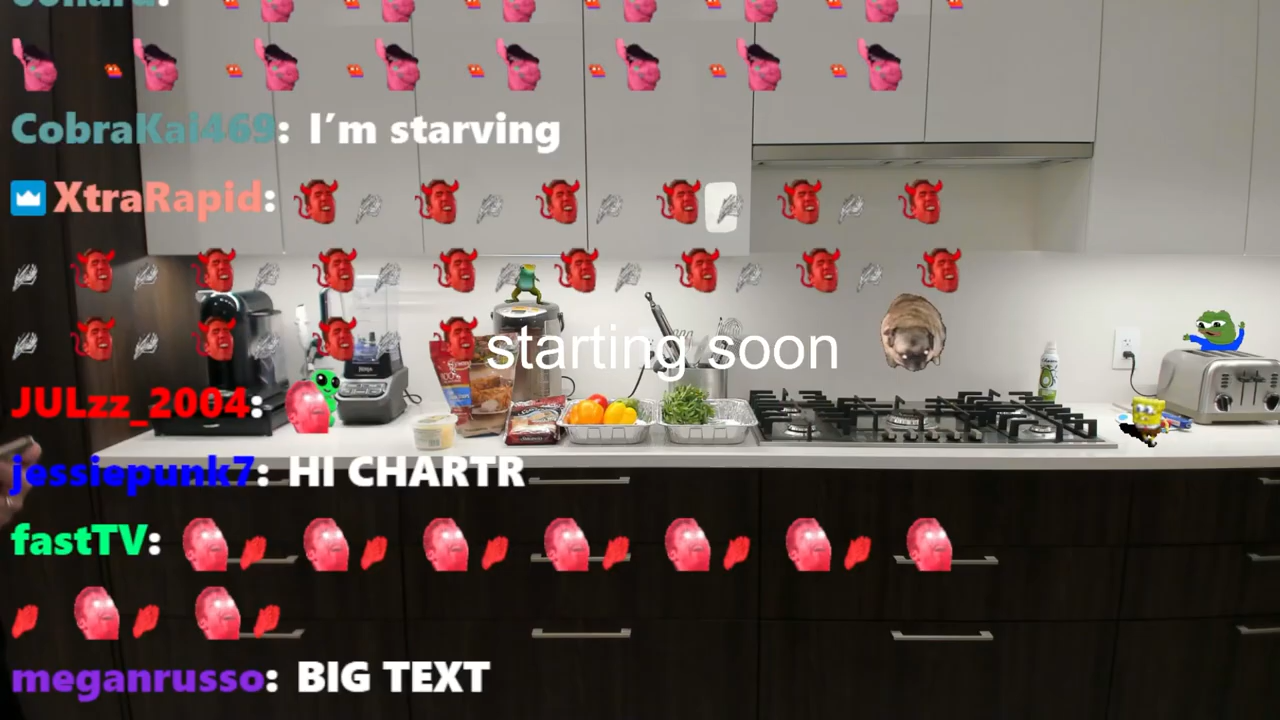 CobraKai469: I´m starving
XtraRapid:
starting soon
JULzz_2004:
jessiepunk7: HI CHARTR
fastTV:
meganrusso: BIG TEXT